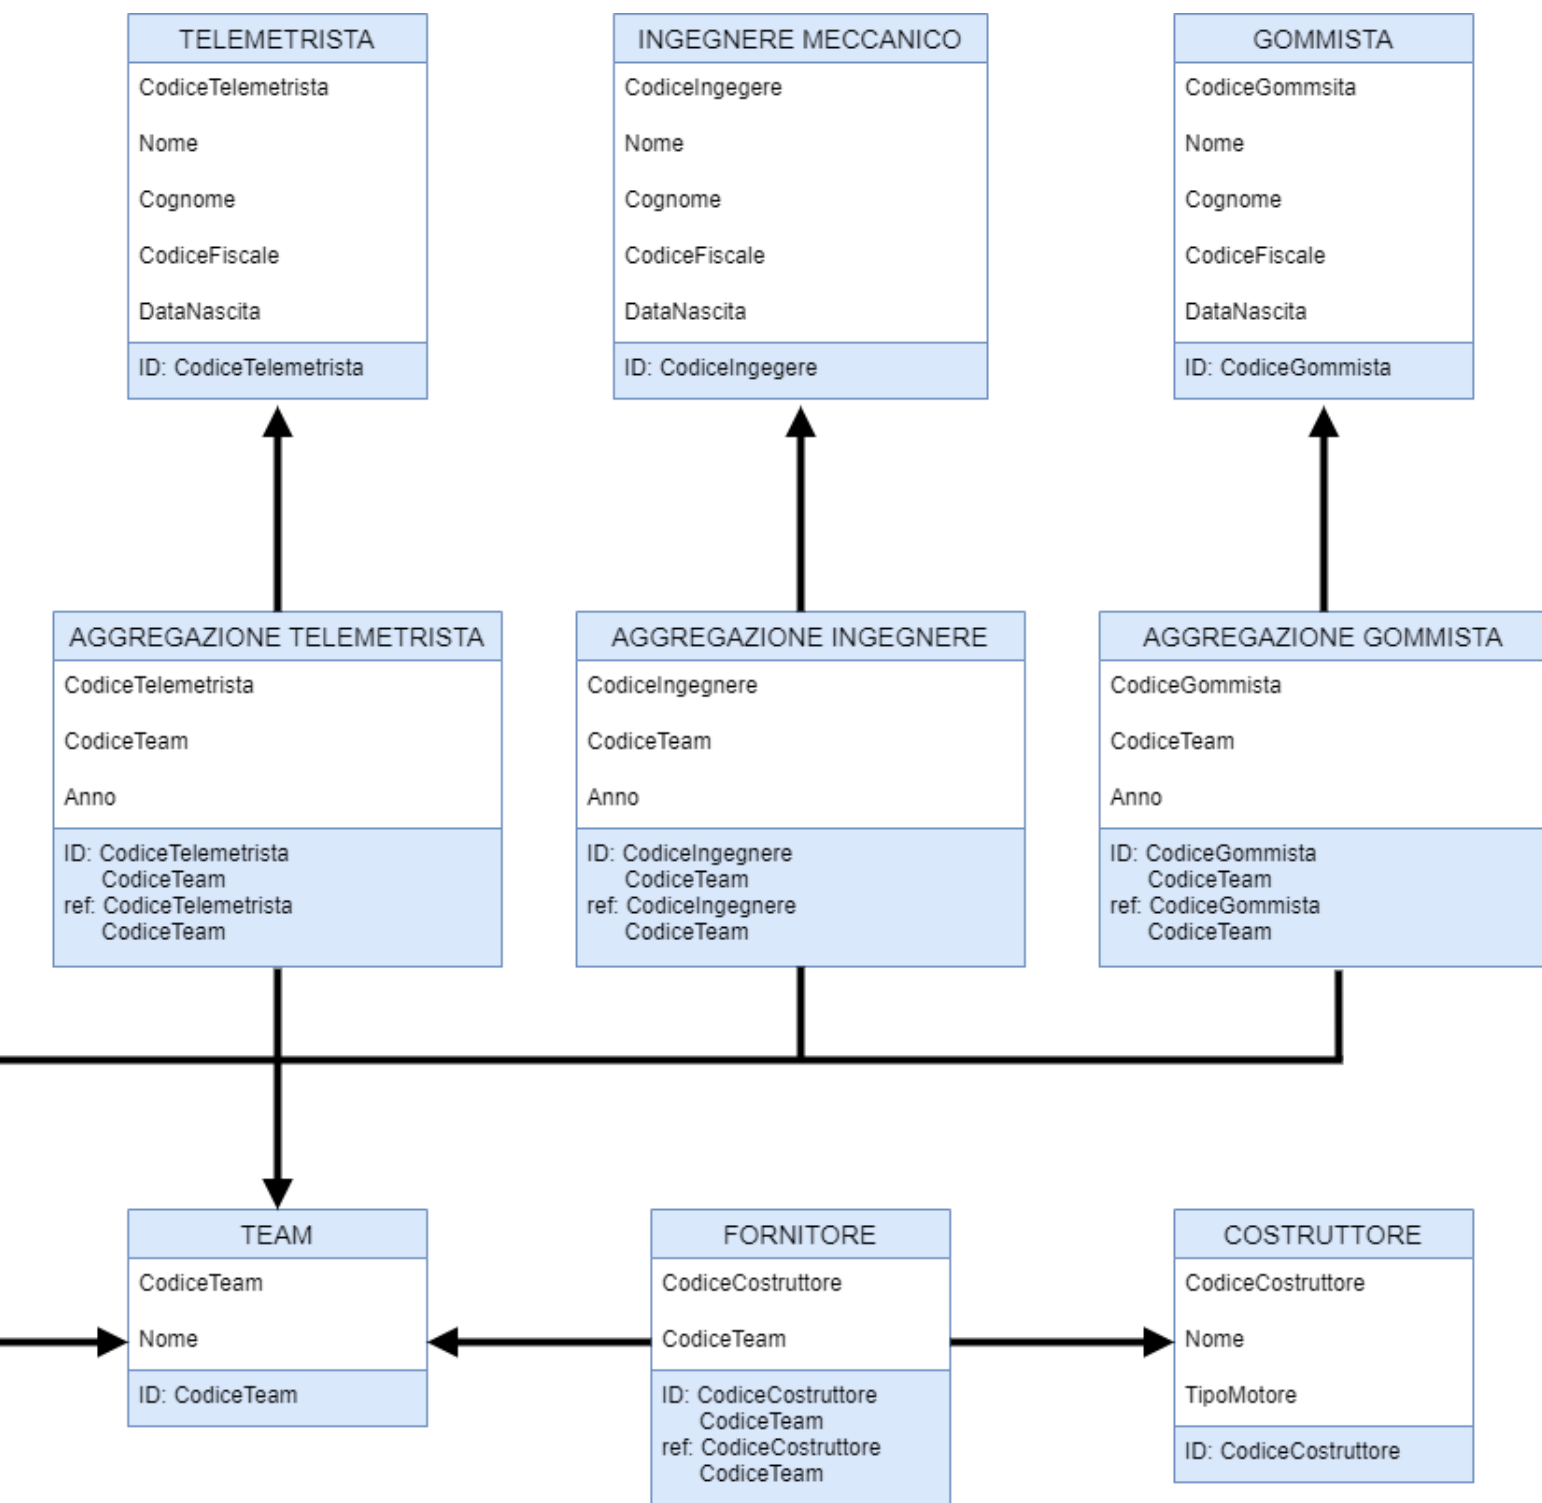 TELEMETRISTA
CodiceTelemetrista
Nome
Cognome
CodiceFiscale
DataNascita
ID: CodiceTelemetrista
INGEGNERE MECCANICO
CodiceIngegere
Nome
Cognome
CodiceFiscale
DataNascita
ID: CodiceIngegere
GOMMISTA
CodiceGommsita
Nome
Cognome
CodiceFiscale
DataNascita
ID: CodiceGommista
AGGREGAZIONE TELEMETRISTA
CodiceTelemetrista
CodiceTeam
Anno
ID: CodiceTelemetrista
CodiceTeam
ref: CodiceTelemetrista
CodiceTeam
AGGREGAZIONE INGEGNERE
CodiceIngegnere
CodiceTeam
Anno
ID: CodiceIngegnere
CodiceTeam
ref: CodiceIngegnere
CodiceTeam
AGGREGAZIONE GOMMISTA
CodiceGommista
CodiceTeam
Anno
ID: CodiceGommista
CodiceTeam
ref: CodiceGommista
CodiceTeam
TEAM
CodiceTeam
Nome
ID: CodiceTeam
FORNITORE
CodiceCostruttore
CodiceTeam
ID: CodiceCostruttore
CodiceTeam
ref: CodiceCostruttore
CodiceTeam
COSTRUTTORE
CodiceCostruttore
Nome
TipoMotore
ID: CodiceCostruttore